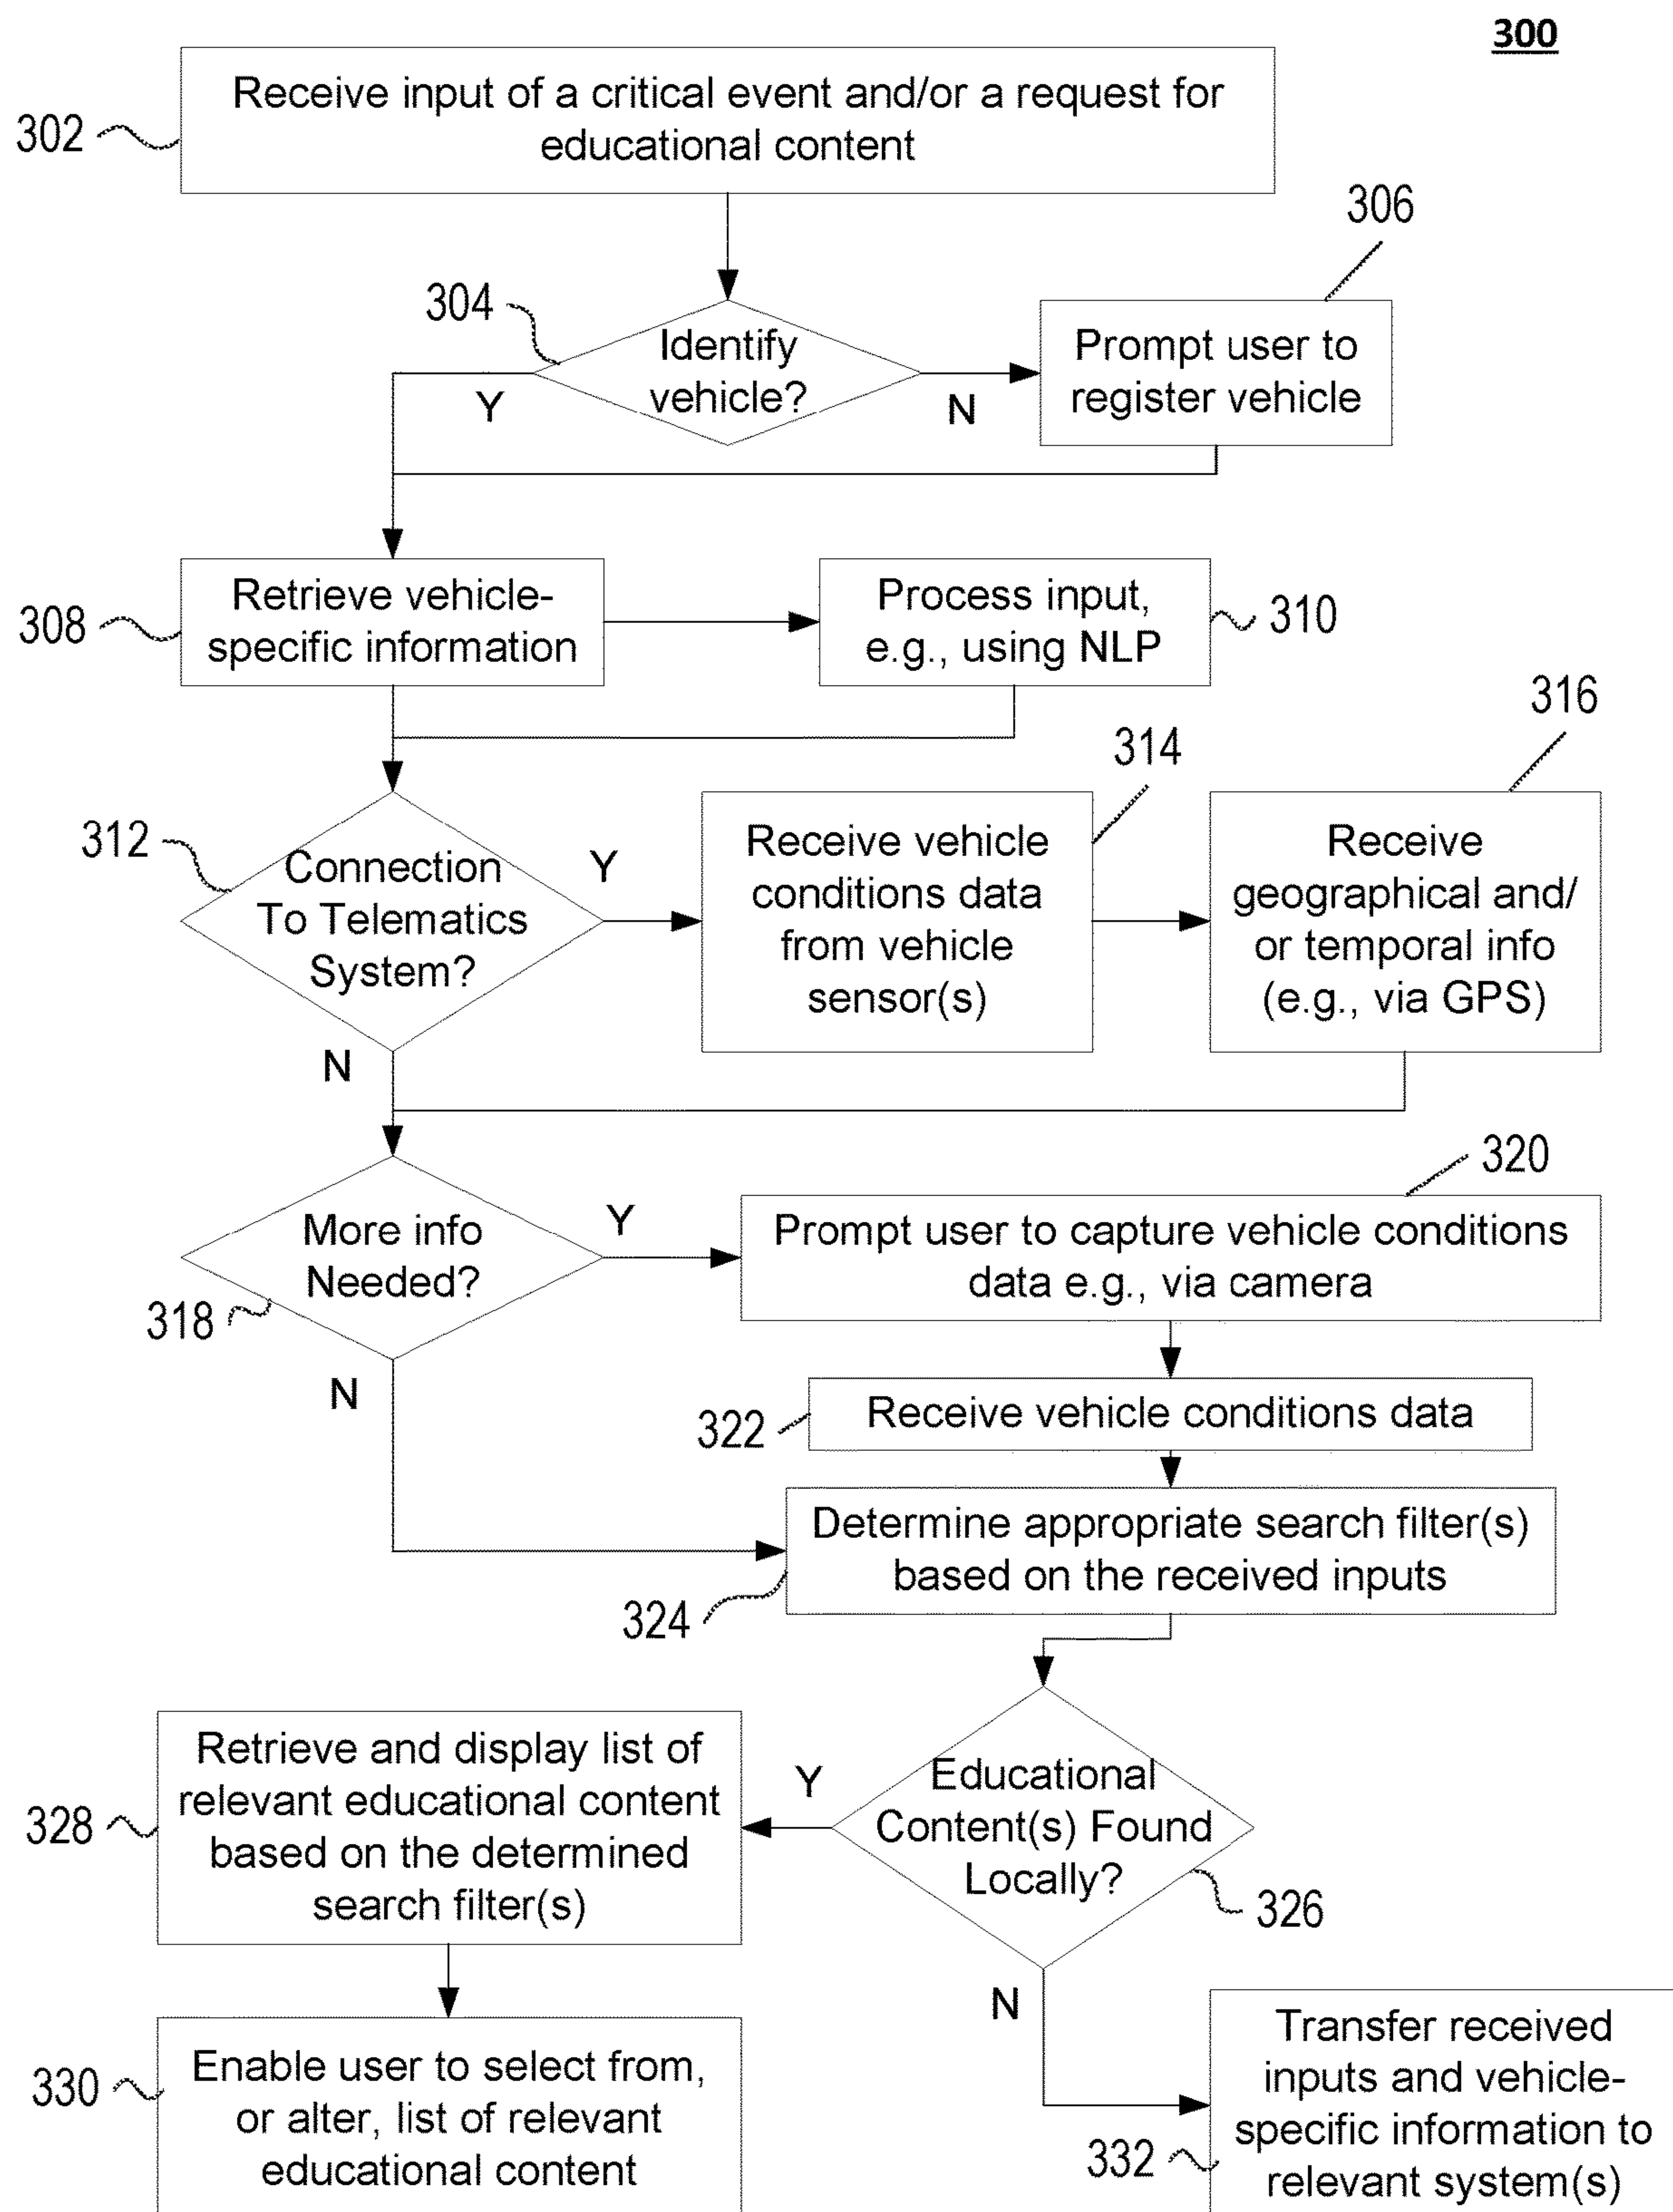 300
302
Receive input of a critical event and/or a request for
educational content
304
Identify
vehicle?
Y
N
306
Prompt user to
register vehicle
308
Retrieve vehicle-
specific information
Process input,
e.g., using NLP
310
312
Connection
To Telematics
System?
Y
N
314
Receive vehicle
conditions data
from vehicle
sensor(s)
316
Receive
geographical and/
or temporal info
(e.g., via GPS)
318
More info
Needed?
Y
N
320
Prompt user to capture vehicle conditions
data e.g., via camera
322
Receive vehicle conditions data
324
Determine appropriate search filter(s)
based on the received inputs
326
Educational
Content(s) Found
Locally?
Y
N
328
Retrieve and display list of
relevant educational content
based on the determined
search filter(s)
330
Enable user to select from,
or alter, list of relevant
educational content
332
Transfer received
inputs and vehicle-
specific information to
relevant system(s)